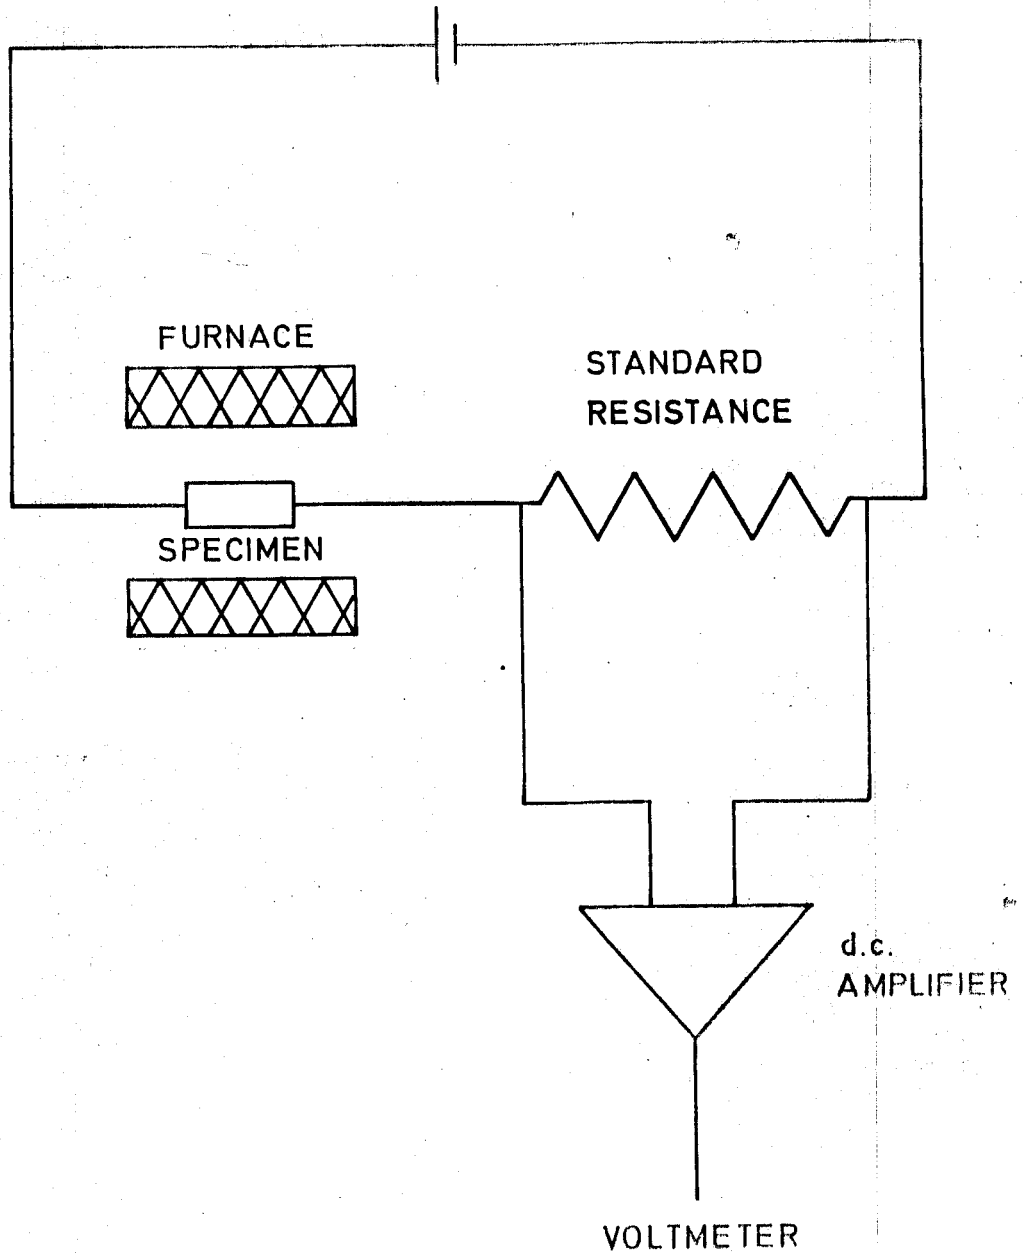 FURNACE
STANDARD
RESISTANCE
SPECIMEN
d.c.
AMPLIFIER
VOLTMETER